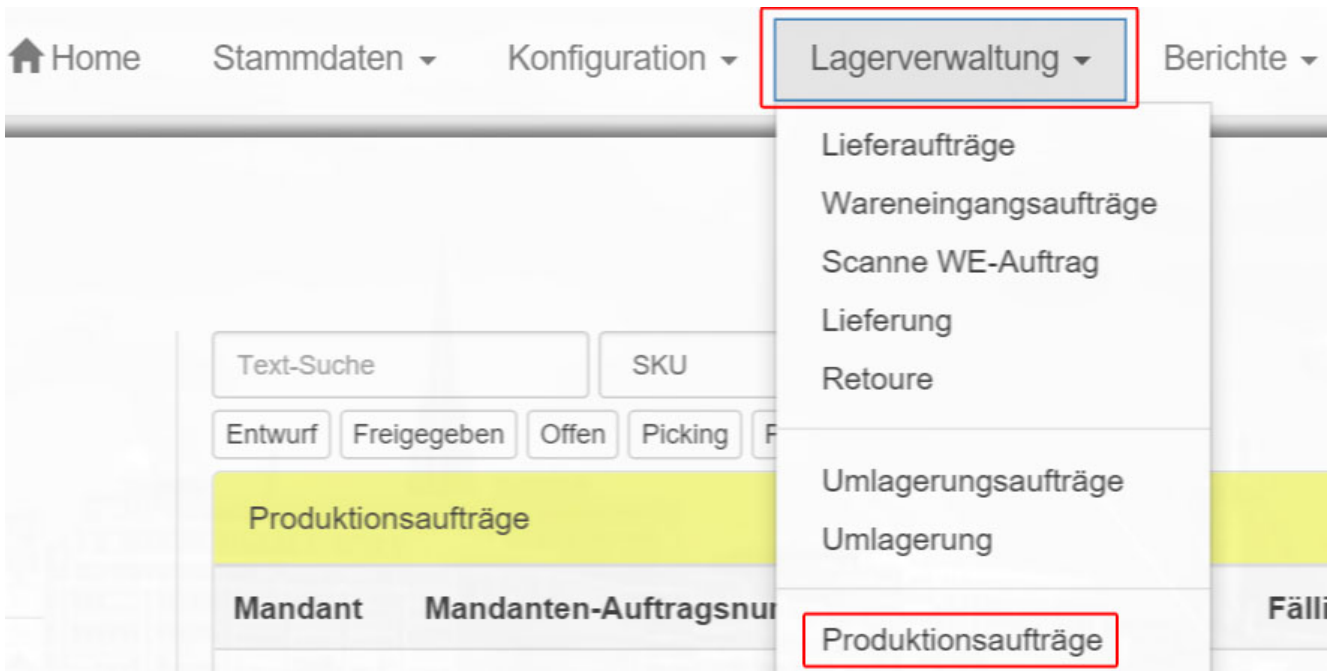 Home Stammdaten Konfiguration Lagerverwaltung Berichte
Lieferaufträge
Wareneingangsaufträge
Scanne WE-Auftrag
Lieferung
Retoure
Umlagerungsaufträge
Umlagerung
Produktionsaufträge
Text-Suche SKU
Entwurf Freigegeben Offen Picking
Produktionsaufträge
Mandant